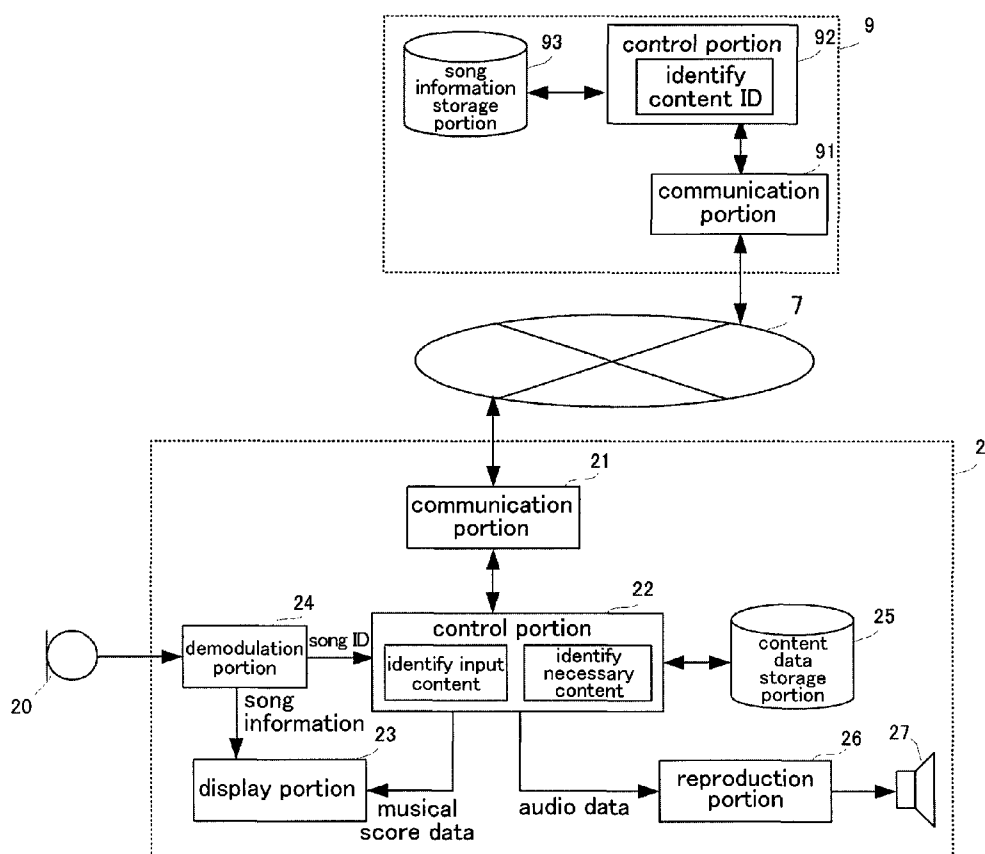 9
93
song
information
storage
portion
92
control portion
identify
content ID
91
communication
portion
7
2
21
communication
portion
22
control portion
identify input
content
identify
necessary
content
24
demodulation
portion
song ID
25
content
data
storage
portion
20
song
information
23
display portion
musical
score data
audio data
26
reproduction
portion
27